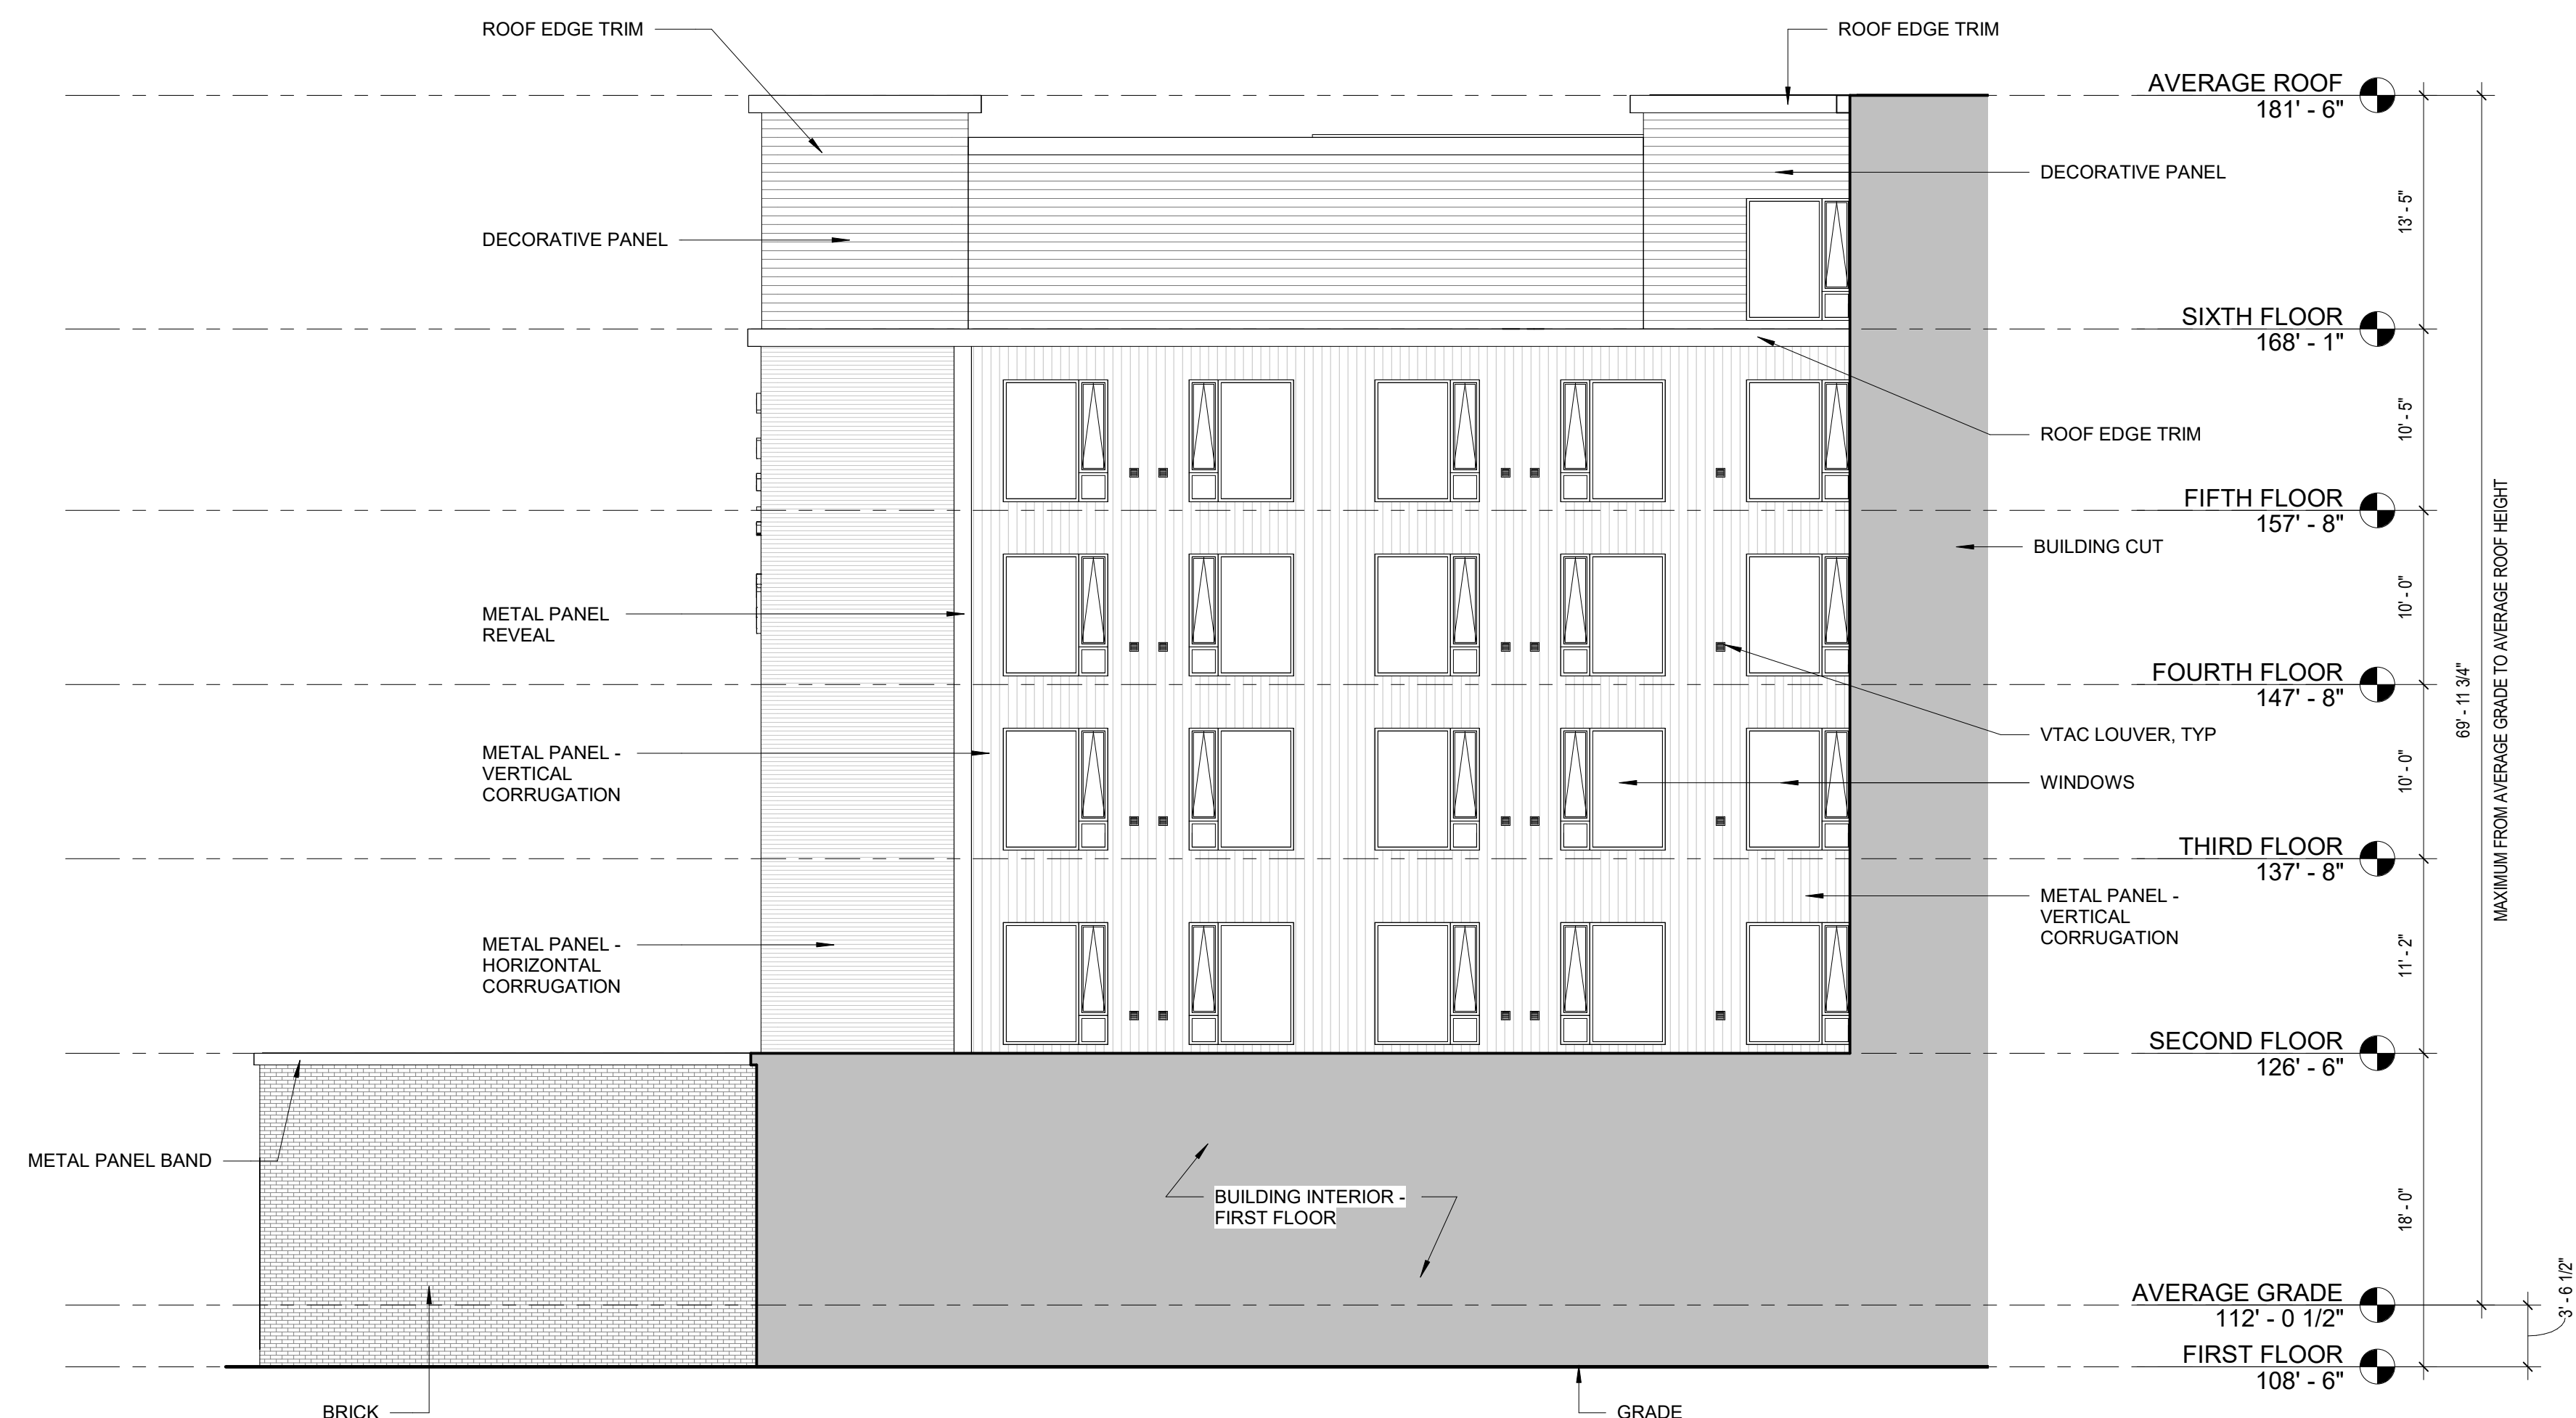 ROOF EDGE TRIM
ROOF EDGE TRIM
AVERAGE ROOF
181' - 6"
DECORATIVE PANEL
13' - 5"
DECORATIVE PANEL
SIXTH FLOOR
168' - 1"
10' - 5"
ROOF EDGE TRIM
FIFTH FLOOR
157' - 8"
BUILDING CUT
10' - 0"
METAL PANEL
REVEAL
FOURTH FLOOR
147' - 8"
69' - 11 3/4"
MAXIMUM FROM AVERAGE GRADE TO AVERAGE ROOF HEIGHT
VTAC LOUVER, TYP
METAL PANEL -
VERTICAL
CORRUGATION
WINDOWS
10' - 0"
THIRD FLOOR
137' - 8"
METAL PANEL -
VERTICAL
CORRUGATION
METAL PANEL -
HORIZONTAL
CORRUGATION
11' - 2"
SECOND FLOOR
126' - 6"
METAL PANEL BAND
BUILDING INTERIOR -
FIRST FLOOR
18' - 0"
AVERAGE GRADE
112' - 0 1/2"
3' - 6 1/2"
FIRST FLOOR
108' - 6"
BRICK
GRADE